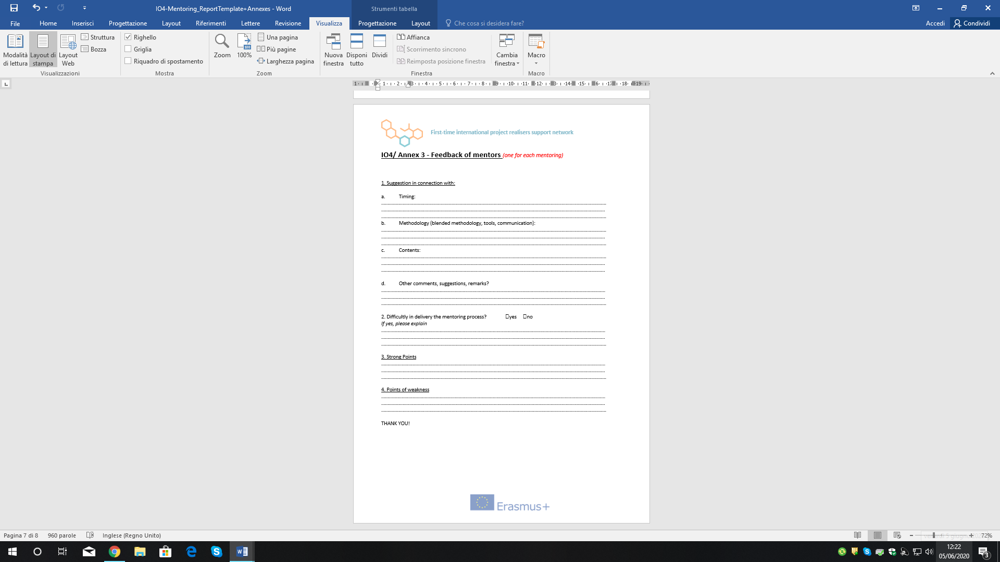 IO4-Mentoring_ReportTemplate+Annexes - Word
Strumenti tabella
File Home Inserisci Progettazione Layout Riferimenti Lettere Revisione Visualizza Progettazione Layout Che cosa si desidera fare? Accedi Condividi
Modalità di lettura
Layout di stampa
Layout Web
Struttura
Bozza
Visualizzazioni
Righello
Griglia
Riquadro di spostamento
Mostra
Zoom
100%
Una pagina
Più pagine
Larghezza pagina
Zoom
Nuova finestra
Disponi tutto
Dividi
Affianca
Scorrimento sincrono
Reimposta posizione finestra
Cambia finestra
Finestra
Macro
Macro
First-time international project realisers support network
IO4/ Annex 3 - Feedback of mentors (one for each mentoring)
1. Suggestion in connection with:
a. Timing:
b. Methodology (blended methodology, tools, communication):
c. Contents:
d. Other comments, suggestions, remarks?
2. Difficultly in delivery the mentoring process? □yes □no
If yes, please explain
3. Strong Points
4. Points of weakness
THANK YOU!
Erasmus+
Pagina 7 di 8 960 parole Inglese (Regno Unito) 72%
12:22
05/06/2020
3